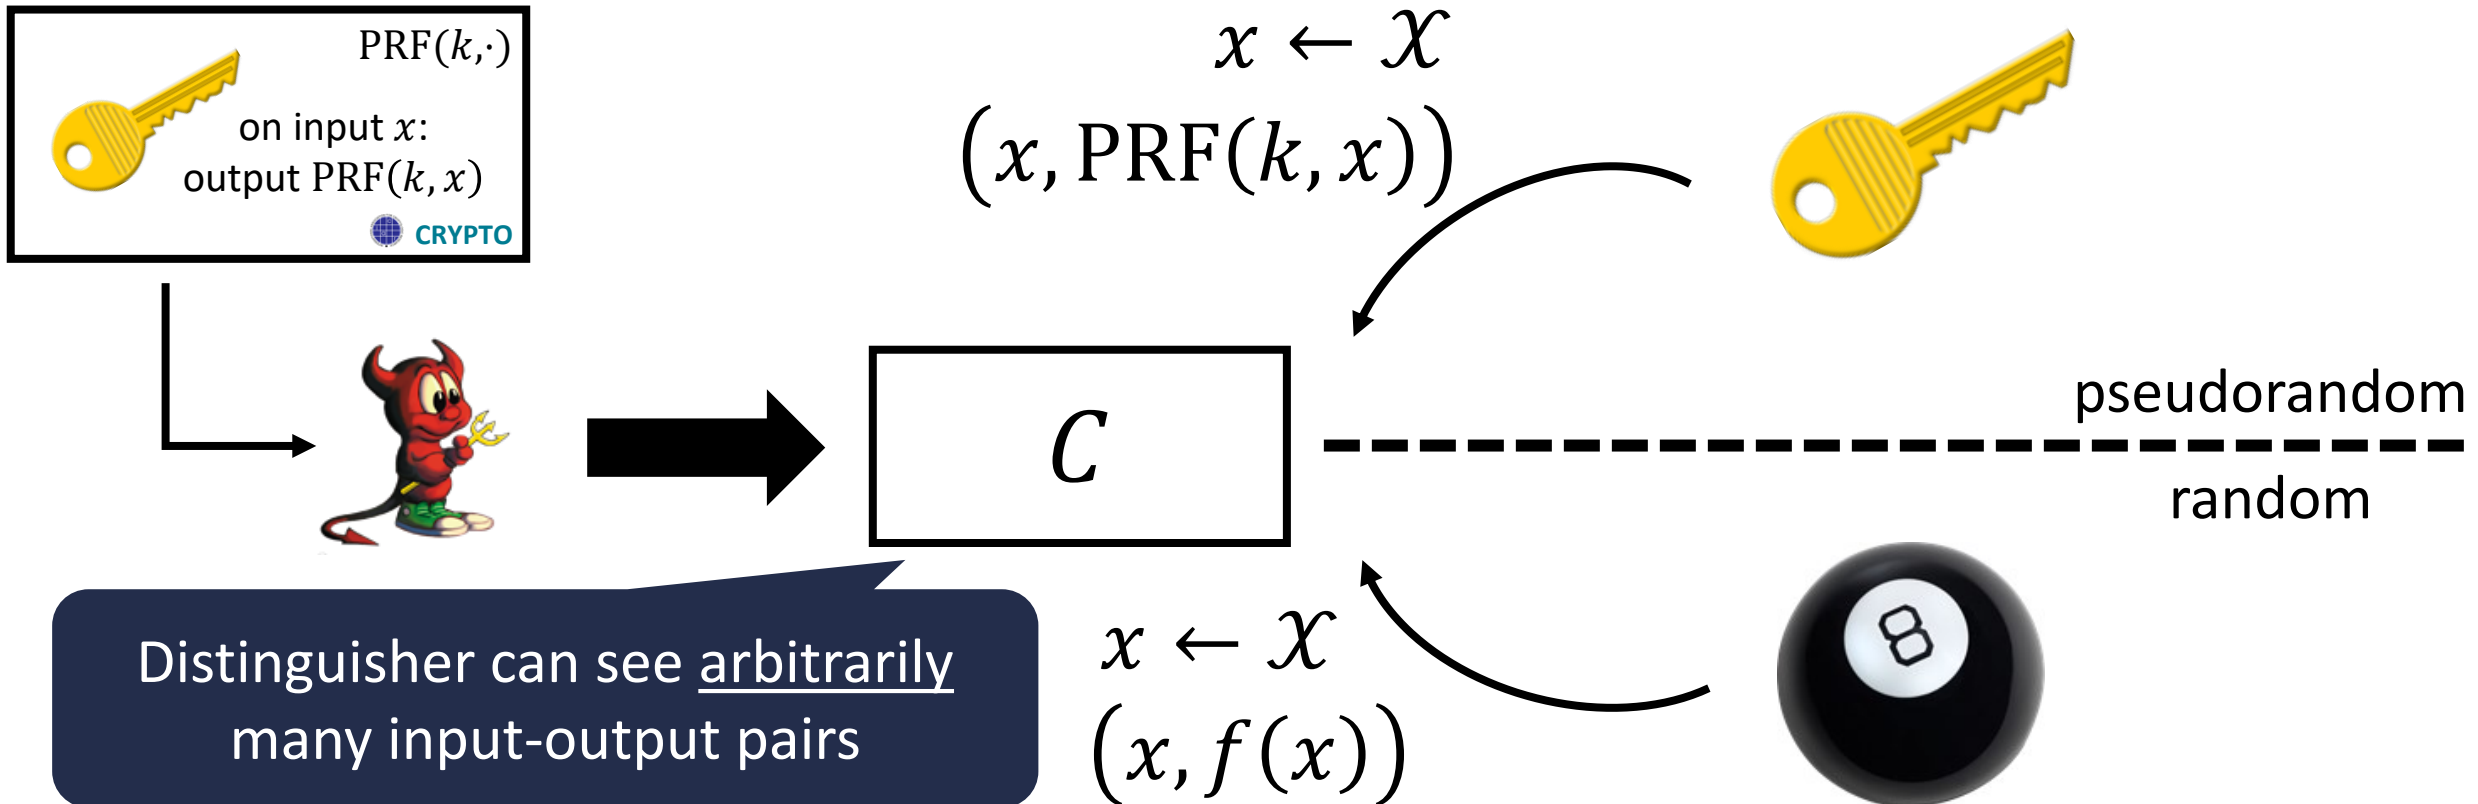 PRF(k,·)
on input x:
output PRF(k, x)
CRYPTO
x ← 𝒳
(x, PRF(k, x))
C
pseudorandom
random
Distinguisher can see arbitrarily
many input-output pairs
x ← 𝒳
(x, f(x))
8